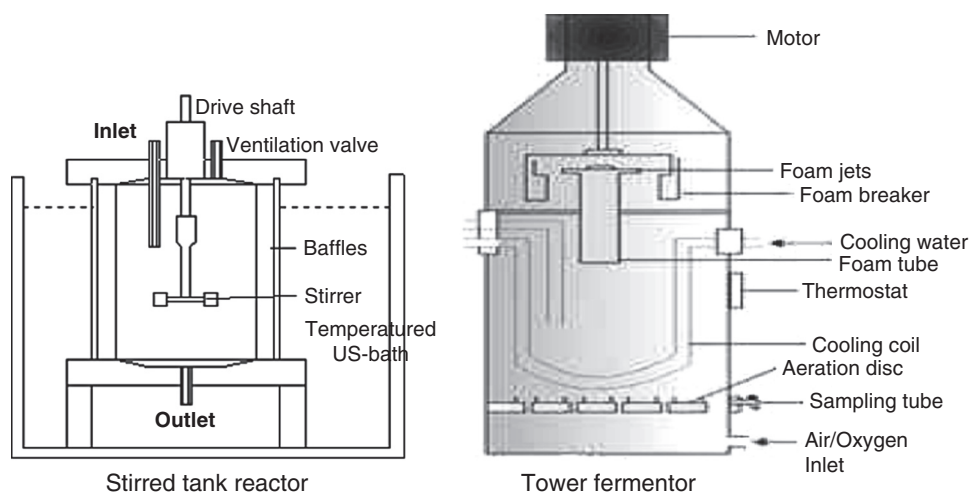 Drive shaft
Inlet
Ventilation valve
Baffles
Stirrer
Temperatured
US-bath
Outlet
Stirred tank reactor
Motor
Foam jets
Foam breaker
Cooling water
Foam tube
Thermostat
Cooling coil
Aeration disc
Sampling tube
Air/Oxygen
Inlet
Tower fermentor